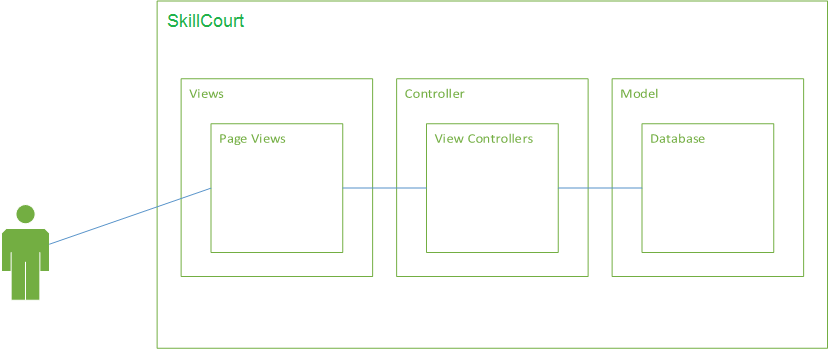 SkillCourt
Views
Controller
Model
Page Views
View Controllers
Database